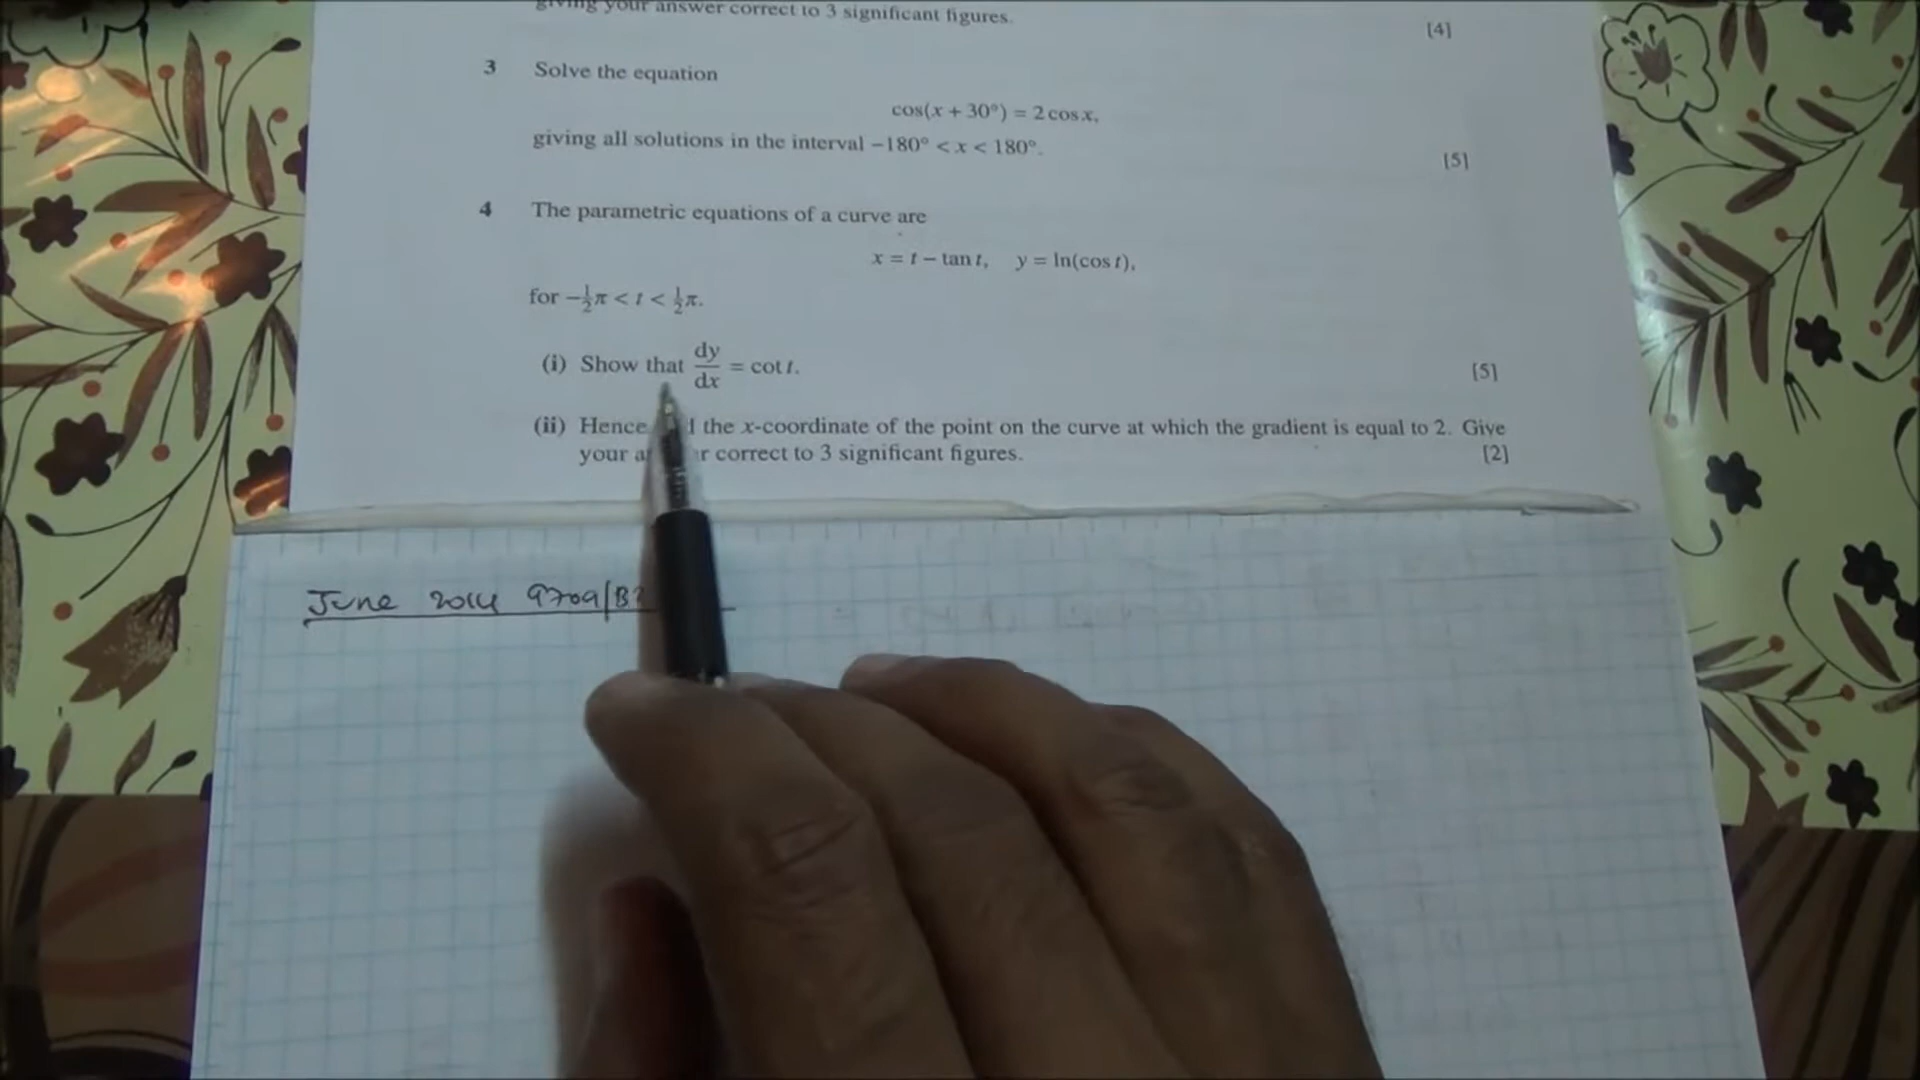 giving your answer correct to 3 significant figures. [4]
3 Solve the equation
cos(x + 30°) = 2 cos x,
giving all solutions in the interval −180° < x < 180°. [5]
4 The parametric equations of a curve are
x = t − tan t, y = ln(cos t),
for −½π < t < ½π.
(i) Show that dy/dx = cot t. [5]
(ii) Hence the x-coordinate of the point on the curve at which the gradient is equal to 2. Give
your correct to 3 significant figures. [2]
June 2014 9709/